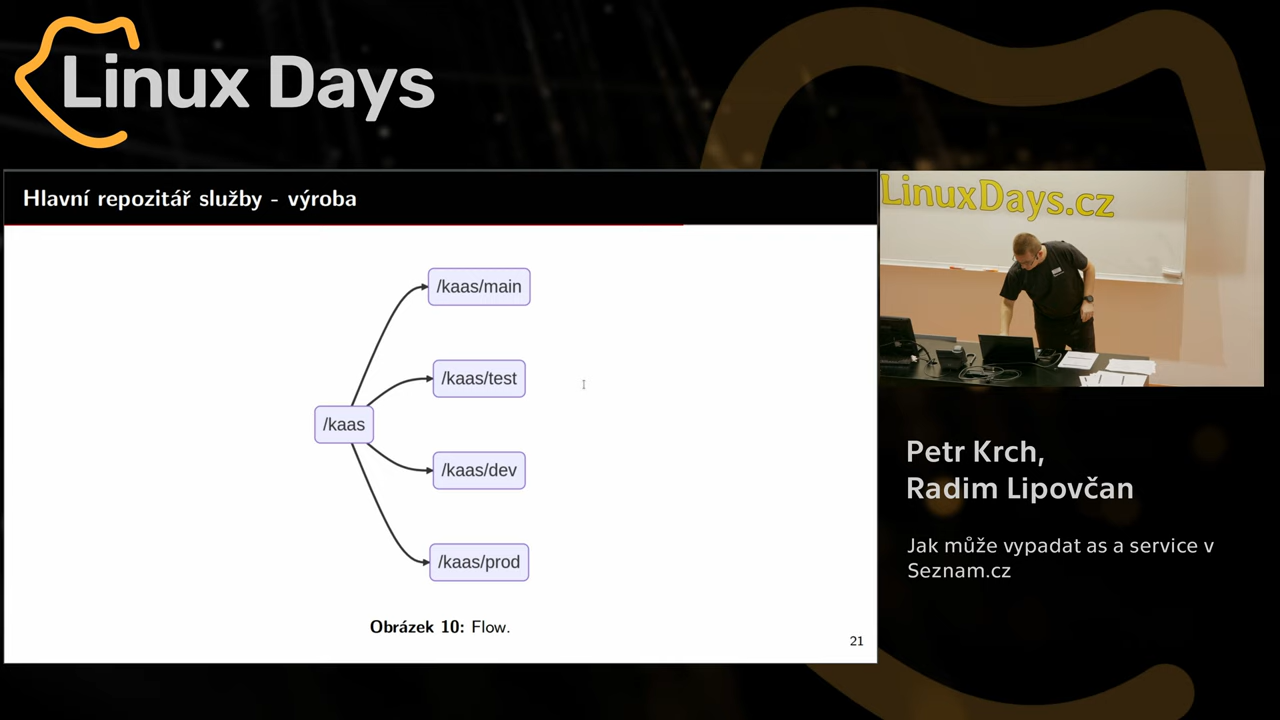 Linux Days
Hlavní repozitář služby - výroba
/kaas/main
/kaas/test
/kaas
/kaas/dev
/kaas/prod
Obrázek 10: Flow.
21
LinuxDays.cz
Petr Krch,
Radim Lipovčan
Jak může vypadat as a service v
Seznam.cz